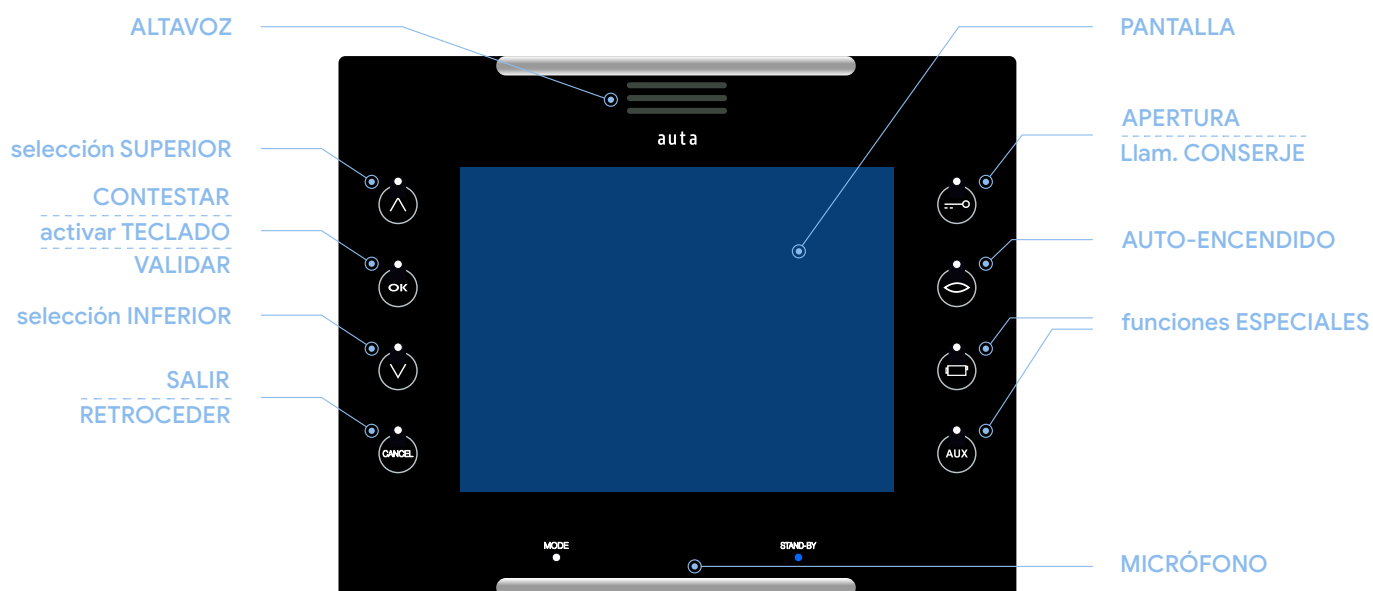 ALTAVOZ
PANTALLA
auta
selección SUPERIOR
APERTURA
Llam. CONSERJE
CONTESTAR
activar TECLADO
VALIDAR
OK
AUTO-ENCENDIDO
selección INFERIOR
funciones ESPECIALES
SALIR
RETROCEDER
CANCEL
AUX
MODE
STAND-BY
MICRÓFONO